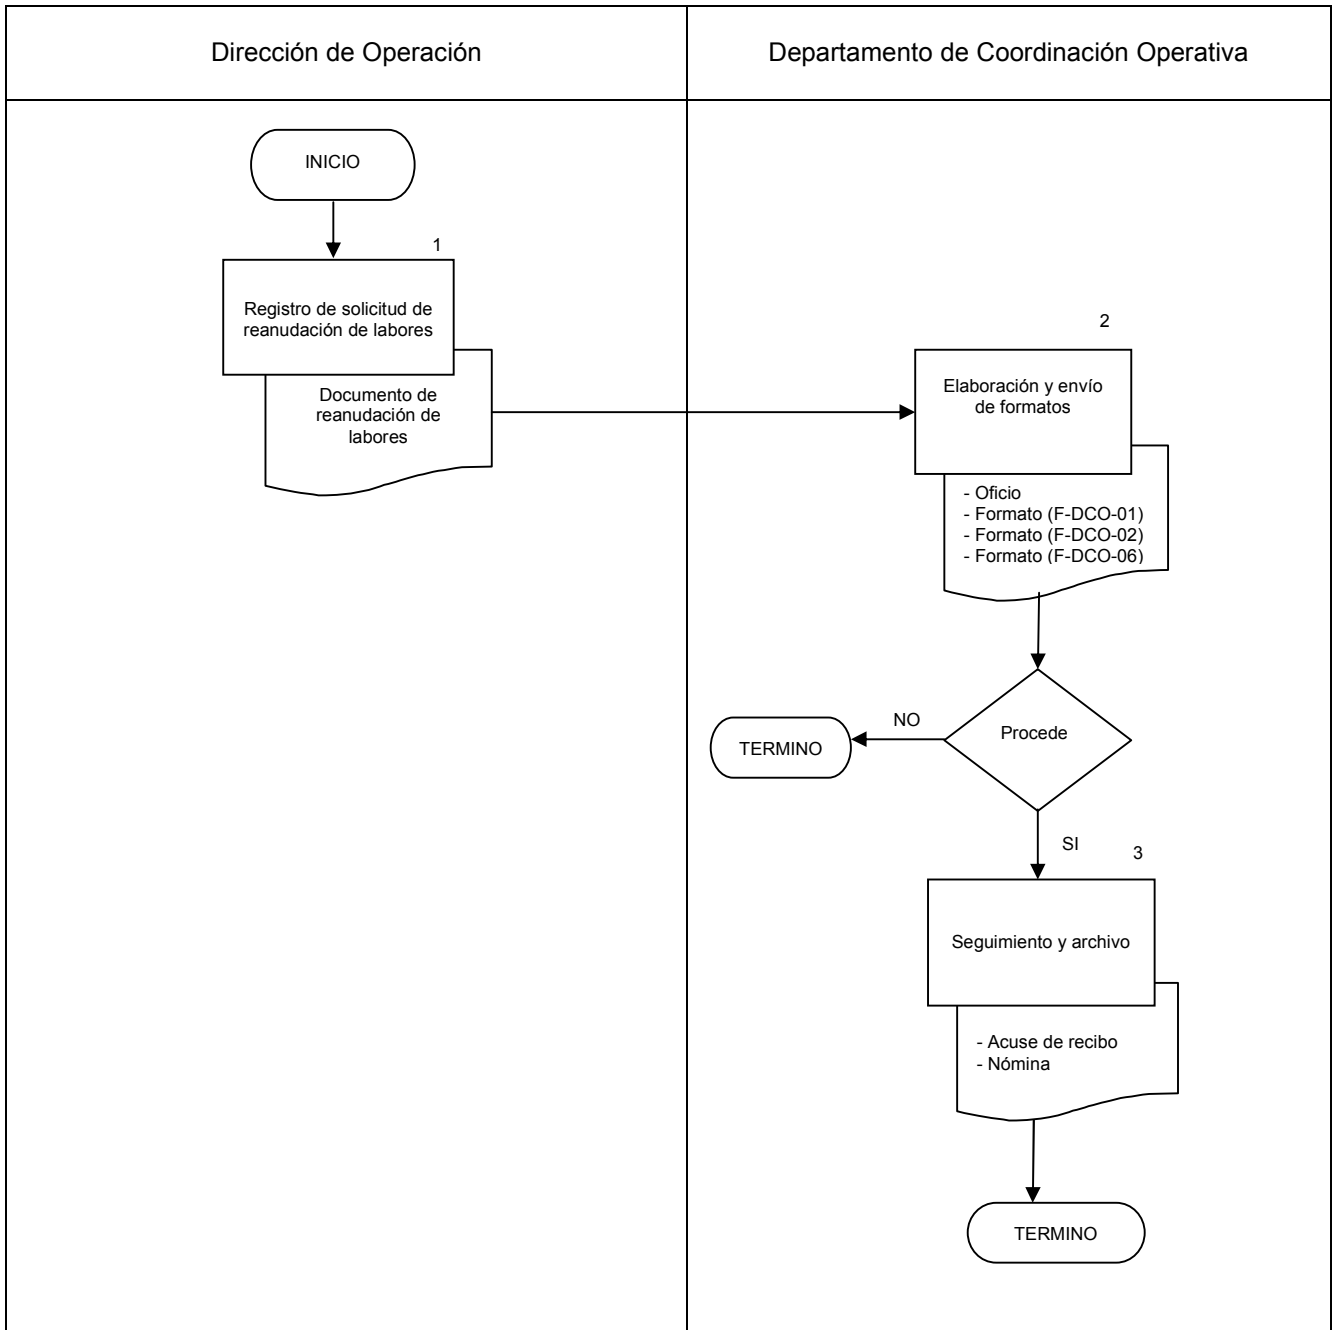 Dirección de Operación
Departamento de Coordinación Operativa
INICIO
1
Registro de solicitud de
reanudación de labores
Documento de
reanudación de
labores
2
Elaboración y envío
de formatos
- Oficio
- Formato (F-DCO-01)
- Formato (F-DCO-02)
- Formato (F-DCO-06)
Procede
NO
TERMINO
SI
3
Seguimiento y archivo
- Acuse de recibo
- Nómina
TERMINO